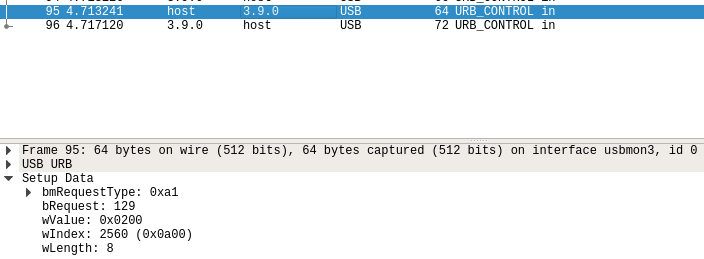 95 4.713241 host 3.9.0 USB 64 URB_CONTROL in
96 4.717120 3.9.0 host USB 72 URB_CONTROL in
Frame 95: 64 bytes on wire (512 bits), 64 bytes captured (512 bits) on interface usbmon3, id 0
USB URB
Setup Data
bmRequestType: 0xa1
bRequest: 129
wValue: 0x0200
wIndex: 2560 (0x0a00)
wLength: 8